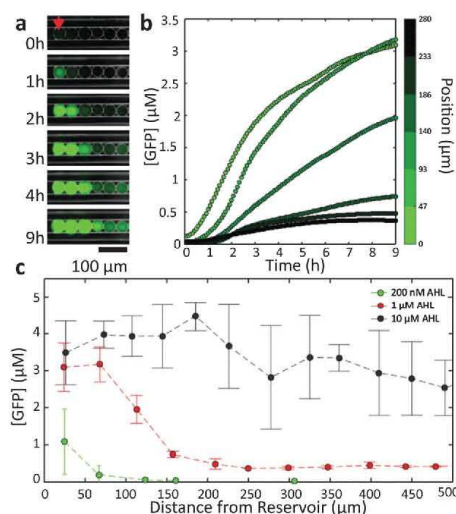 a
0h
1h
2h
3h
4h
9h
100 µm
b
[GFP] (µM)
3.5
3
2.5
2
1.5
1
0.5
0
0 1 2 3 4 5 6 7 8 9
Time (h)
280
233
186
140
93
47
0
Position (µm)
c
[GFP] (µM)
6
5
4
3
2
1
0
0 50 100 150 200 250 300 350 400 450 500
Distance from Reservoir (µm)
200 nM AHL
1 µM AHL
10 µM AHL